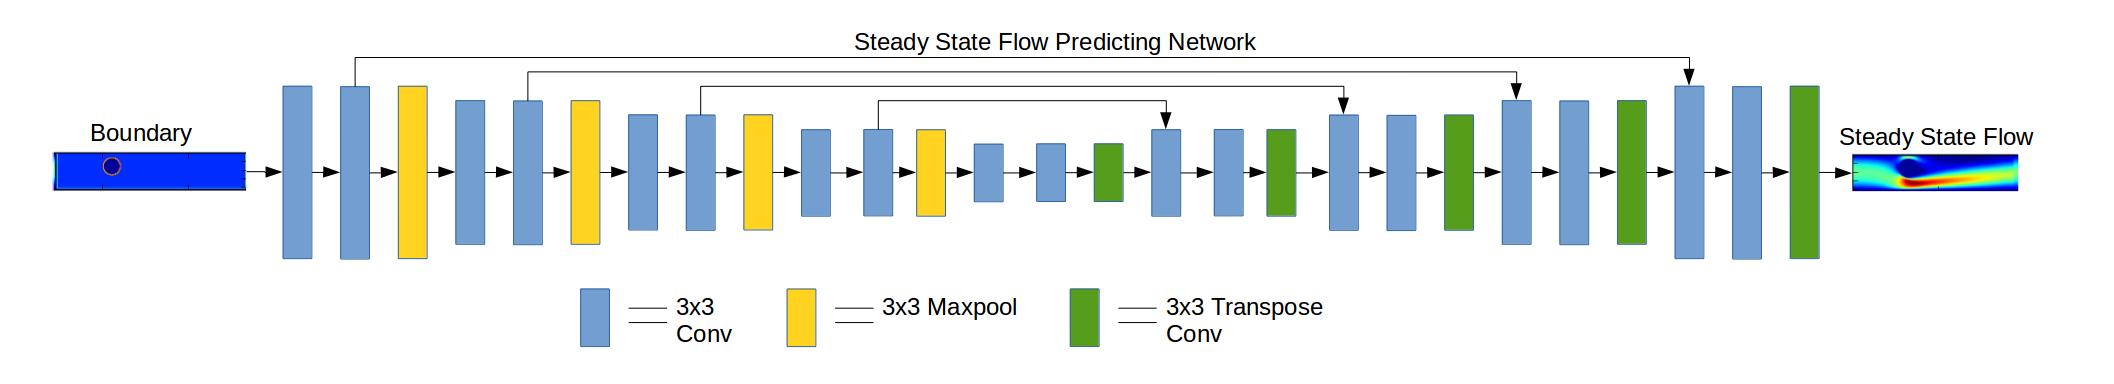 Steady State Flow Predicting Network
Boundary
Steady State Flow
3x3
Conv
3x3 Maxpool
3x3 Transpose
Conv